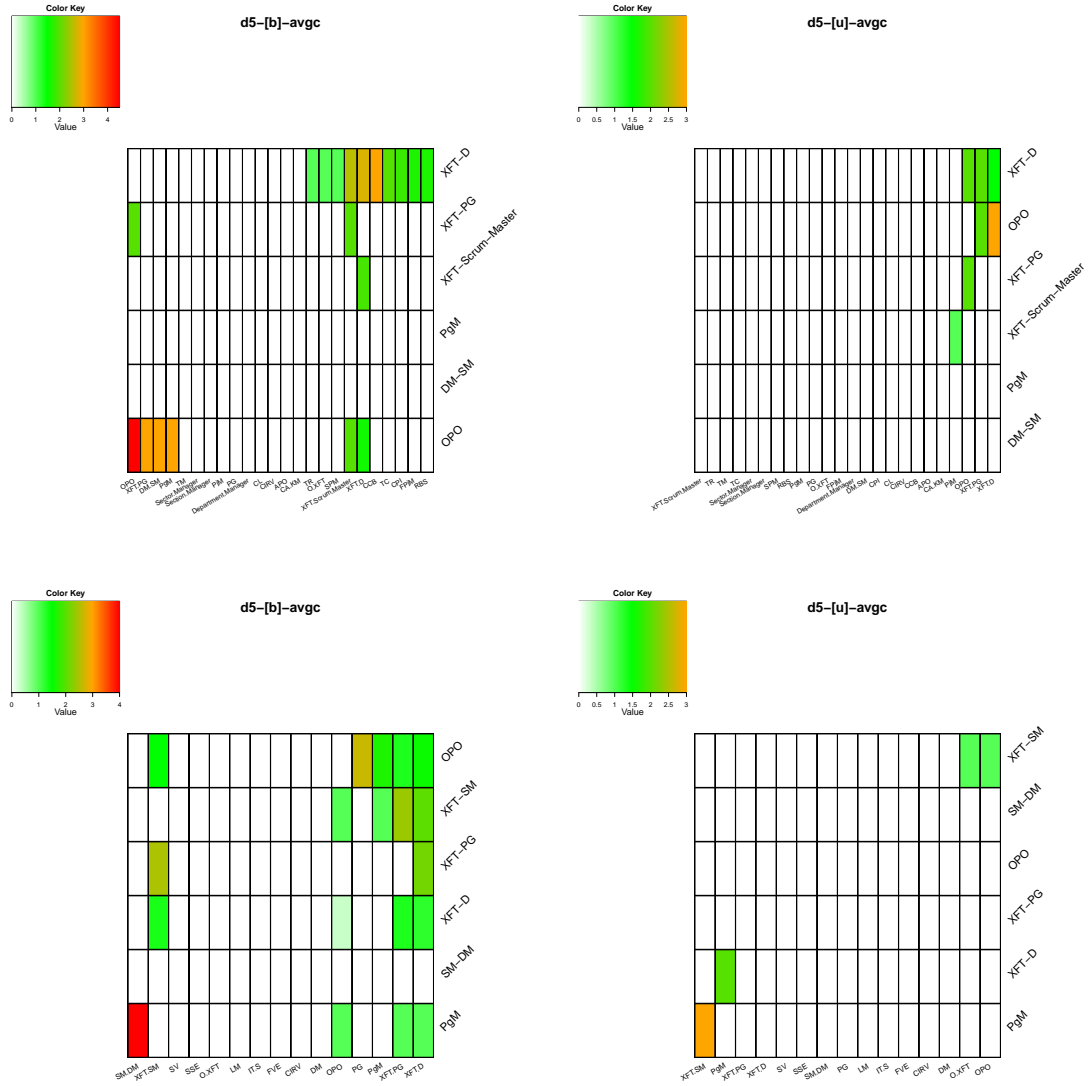 Color Key
d5-[b]-avgc
0 1 2 3 4
Value
XFT-D
XFT-PG
XFT-Scrum-Master
PgM
DM-SM
OPO
OPO XFT.PG DM.SM PgM TM Sector.Manager Section.Manager PjM PG Department.Manager CL CIRV APO CA.KM TR O.XFT SPM XFT.Scrum.Master XFT.D CCB TC CPI FPjM RBS
Color Key
d5-[u]-avgc
0 0.5 1 1.5 2 2.5 3
Value
XFT-D
OPO
XFT-PG
XFT-Scrum-Master
PgM
DM-SM
XFT.Scrum.Master TR TM TC Sector.Manager Section.Manager SPM RBS PgM PG O.XFT FPjM Department.Manager DM.SM CPI CL CIRV CCB APO CA.KM PjM OPO XFT.PG XFT.D
Color Key
d5-[b]-avgc
0 1 2 3 4
Value
OPO
XFT-SM
XFT-PG
XFT-D
SM-DM
PgM
SM.DM XFT.SM SV SSE O.XFT LM IT.S FVE CIRV DM OPO PG PgM XFT.PG XFT.D
Color Key
d5-[u]-avgc
0 0.5 1 1.5 2 2.5 3
Value
XFT-SM
SM-DM
OPO
XFT-PG
XFT-D
PgM
XFT.SM PgM XFT.PG XFT.D SV SSE SM.DM PG LM IT.S FVE CIRV DM O.XFT OPO